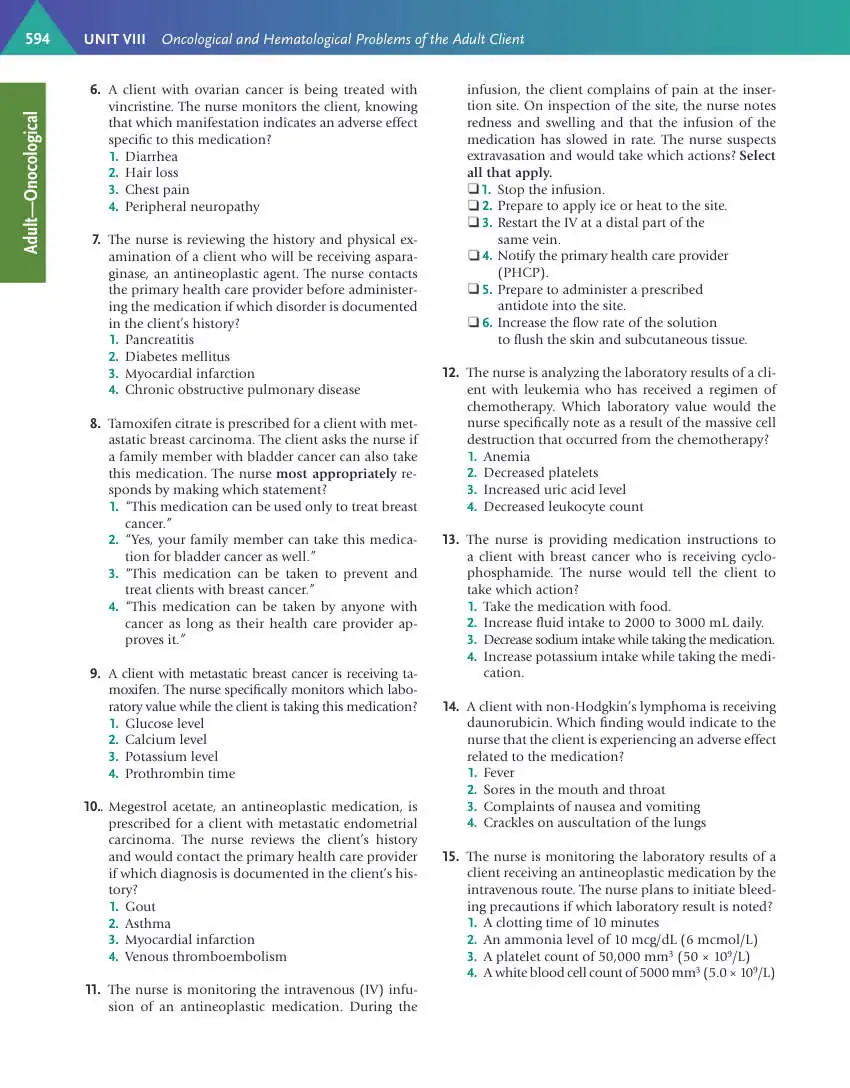 594
UNIT VIII Oncological and Hematological Problems of the Adult Client
Adult—Onocological
6. A client with ovarian cancer is being treated with
vincristine. The nurse monitors the client, knowing
that which manifestation indicates an adverse effect
specific to this medication?
1. Diarrhea
2. Hair loss
3. Chest pain
4. Peripheral neuropathy
7. The nurse is reviewing the history and physical ex-
amination of a client who will be receiving aspara-
ginase, an antineoplastic agent. The nurse contacts
the primary health care provider before administer-
ing the medication if which disorder is documented
in the client's history?
1. Pancreatitis
2. Diabetes mellitus
3. Myocardial infarction
4. Chronic obstructive pulmonary disease
8. Tamoxifen citrate is prescribed for a client with met-
astatic breast carcinoma. The client asks the nurse if
a family member with bladder cancer can also take
this medication. The nurse most appropriately re-
sponds by making which statement?
1. “This medication can be used only to treat breast
cancer.”
2. “Yes, your family member can take this medica-
tion for bladder cancer as well.”
3. “This medication can be taken to prevent and
treat clients with breast cancer.”
4. “This medication can be taken by anyone with
cancer as long as their health care provider ap-
proves it.”
9. A client with metastatic breast cancer is receiving ta-
moxifen. The nurse specifically monitors which labo-
ratory value while the client is taking this medication?
1. Glucose level
2. Calcium level
3. Potassium level
4. Prothrombin time
10.. Megestrol acetate, an antineoplastic medication, is
prescribed for a client with metastatic endometrial
carcinoma. The nurse reviews the client's history
and would contact the primary health care provider
if which diagnosis is documented in the client's his-
tory?
1. Gout
2. Asthma
3. Myocardial infarction
4. Venous thromboembolism
11. The nurse is monitoring the intravenous (IV) infu-
sion of an antineoplastic medication. During the
infusion, the client complains of pain at the inser-
tion site. On inspection of the site, the nurse notes
redness and swelling and that the infusion of the
medication has slowed in rate. The nurse suspects
extravasation and would take which actions? Select
all that apply.
❑ 1. Stop the infusion.
❑ 2. Prepare to apply ice or heat to the site.
❑ 3. Restart the IV at a distal part of the
same vein.
❑ 4. Notify the primary health care provider
(PHCP).
❑ 5. Prepare to administer a prescribed
antidote into the site.
❑ 6. Increase the flow rate of the solution
to flush the skin and subcutaneous tissue.
12. The nurse is analyzing the laboratory results of a cli-
ent with leukemia who has received a regimen of
chemotherapy. Which laboratory value would the
nurse specifically note as a result of the massive cell
destruction that occurred from the chemotherapy?
1. Anemia
2. Decreased platelets
3. Increased uric acid level
4. Decreased leukocyte count
13. The nurse is providing medication instructions to
a client with breast cancer who is receiving cyclo-
phosphamide. The nurse would tell the client to
take which action?
1. Take the medication with food.
2. Increase fluid intake to 2000 to 3000 mL daily.
3. Decrease sodium intake while taking the medication.
4. Increase potassium intake while taking the medi-
cation.
14. A client with non-Hodgkin's lymphoma is receiving
daunorubicin. Which finding would indicate to the
nurse that the client is experiencing an adverse effect
related to the medication?
1. Fever
2. Sores in the mouth and throat
3. Complaints of nausea and vomiting
4. Crackles on auscultation of the lungs
15. The nurse is monitoring the laboratory results of a
client receiving an antineoplastic medication by the
intravenous route. The nurse plans to initiate bleed-
ing precautions if which laboratory result is noted?
1. A clotting time of 10 minutes
2. An ammonia level of 10 mcg/dL (6 mcmol/L)
3. A platelet count of 50,000 mm³ (50 × 10⁹/L)
4. A white blood cell count of 5000 mm³ (5.0 × 10⁹/L)